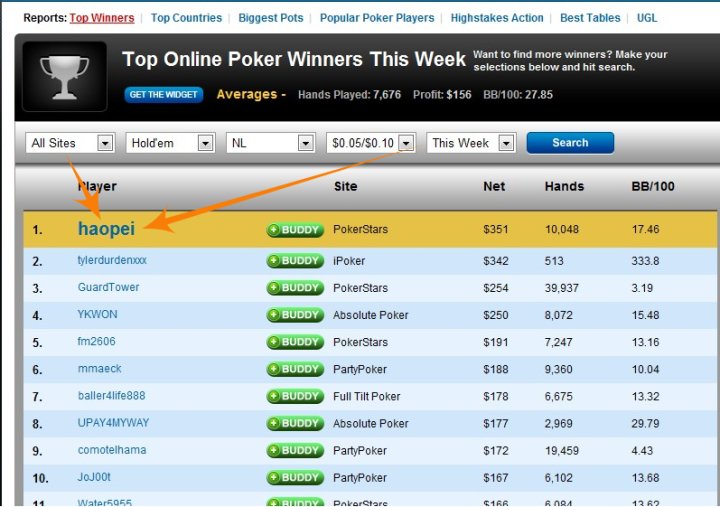 Reports: Top Winners | Top Countries | Biggest Pots | Popular Poker Players | Highstakes Action | Best Tables | UGL
Top Online Poker Winners This Week
Want to find more winners? Make your
selections below and hit search.
GET THE WIDGET Averages - Hands Played: 7,676 Profit: $156 BB/100: 27.85
All Sites Hold'em NL $0.05/$0.10 This Week Search
Player Site Net Hands BB/100
1. haopei + BUDDY PokerStars $351 10,048 17.46
2. tylerdurdenxxx + BUDDY iPoker $342 513 333.8
3. GuardTower + BUDDY PokerStars $254 39,937 3.19
4. YKWON + BUDDY Absolute Poker $250 8,072 15.48
5. fm2606 + BUDDY PokerStars $191 7,247 13.16
6. mmaeck + BUDDY PartyPoker $188 9,360 10.04
7. baller4life888 + BUDDY Full Tilt Poker $178 6,675 13.32
8. UPAY4MYWAY + BUDDY Absolute Poker $177 2,969 29.79
9. comotelhama + BUDDY PartyPoker $172 19,459 4.43
10. JoJ00t + BUDDY PartyPoker $167 6,102 13.68
11. Water5955 + BUDDY PokerStars $166 6,084 13.62